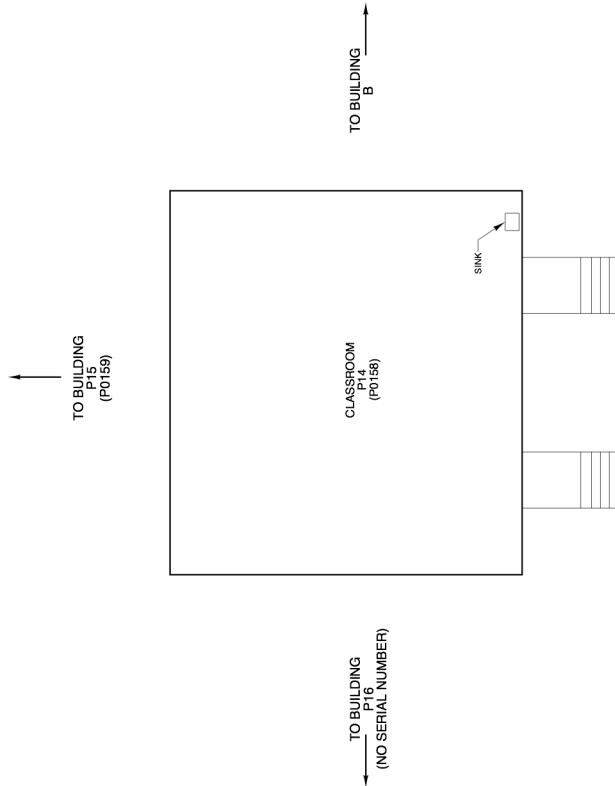 TO BUILDING
B
TO BUILDING
P15
(P0159)
SINK
CLASSROOM
P14
(P0158)
TO BUILDING
P16
(NO SERIAL NUMBER)